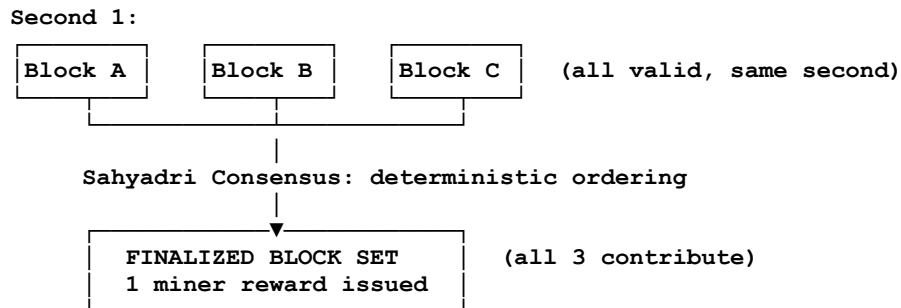 Second 1:
Block A Block B Block C (all valid, same second)
Sahyadri Consensus: deterministic ordering
FINALIZED BLOCK SET (all 3 contribute)
1 miner reward issued